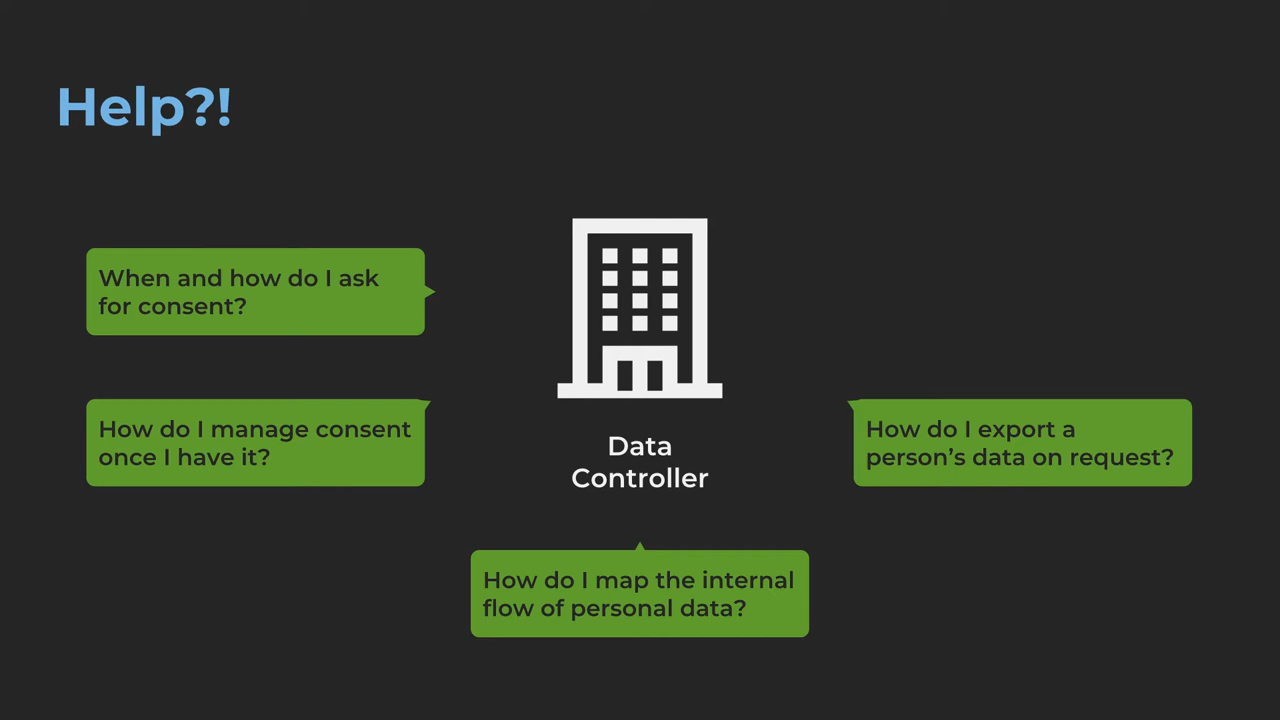 Help?!
When and how do I ask
for consent?
How do I manage consent
once I have it?
Data
Controller
How do I export a
person’s data on request?
How do I map the internal
flow of personal data?